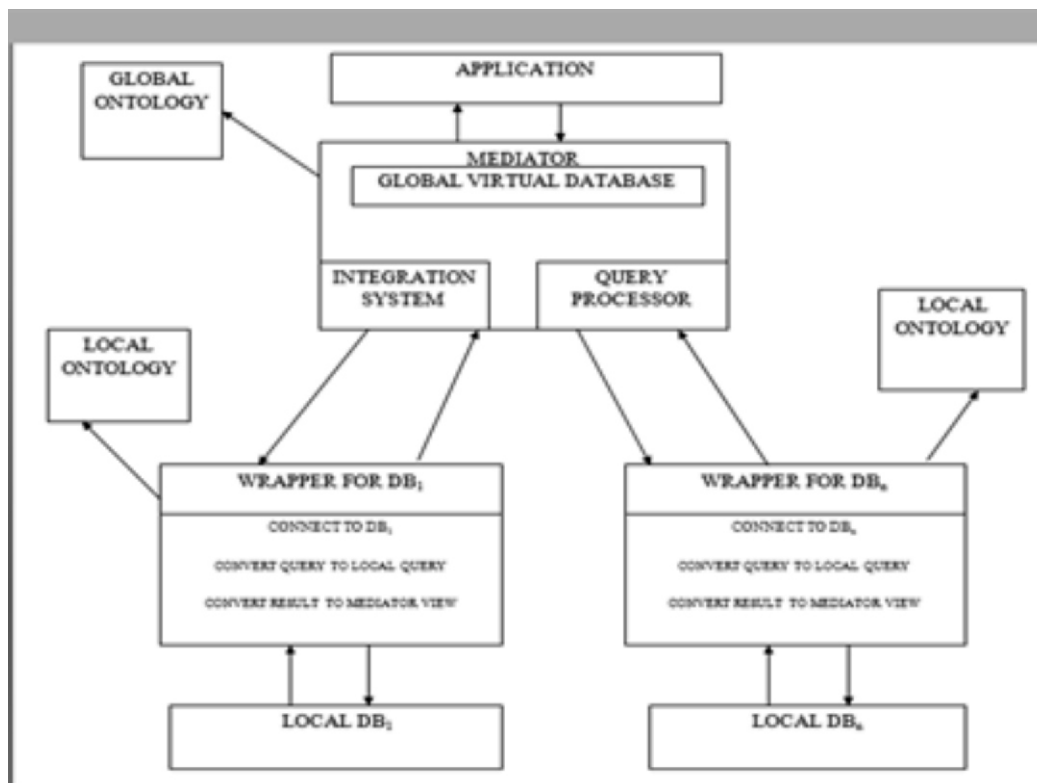 APPLICATION
GLOBAL
ONTOLOGY
MEDIATOR
GLOBAL VIRTUAL DATABASE
INTEGRATION
SYSTEM
QUERY
PROCESSOR
LOCAL
ONTOLOGY
LOCAL
ONTOLOGY
WRAPPER FOR DB₁
CONNECT TO DB₁
CONVERT QUERY TO LOCAL QUERY
CONVERT RESULT TO MEDIATOR VIEW
WRAPPER FOR DBₙ
CONNECT TO DBₙ
CONVERT QUERY TO LOCAL QUERY
CONVERT RESULT TO MEDIATOR VIEW
LOCAL DB₁
LOCAL DBₙ